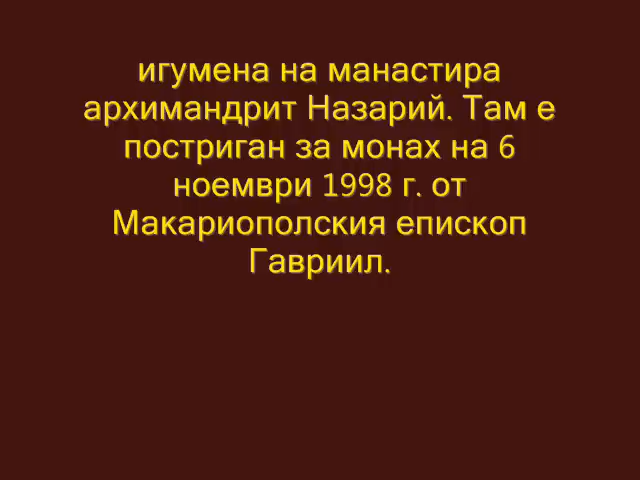 игумена на манастира
архимандрит Назарий. Там е
постриган за монах на 6
ноември 1998 г. от
Макариополския епископ
Гавриил.